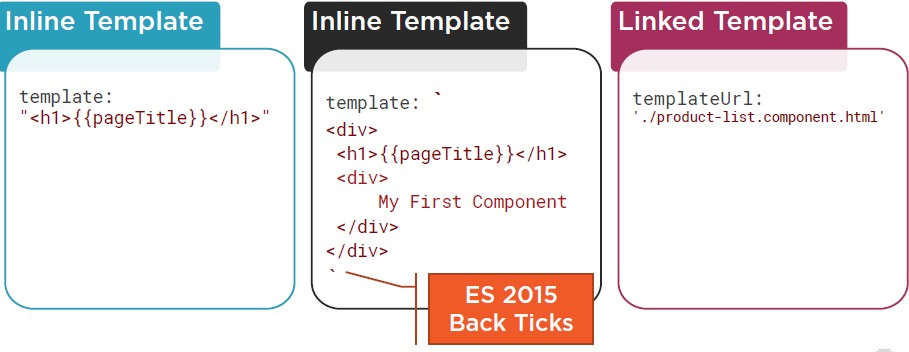 Inline Template
template:
"<h1>{{pageTitle}}</h1>"
Inline Template
template: `
<div>
<h1>{{pageTitle}}</h1>
<div>
My First Component
</div>
</div>
`
ES 2015
Back Ticks
Linked Template
templateUrl:
'./product-list.component.html'